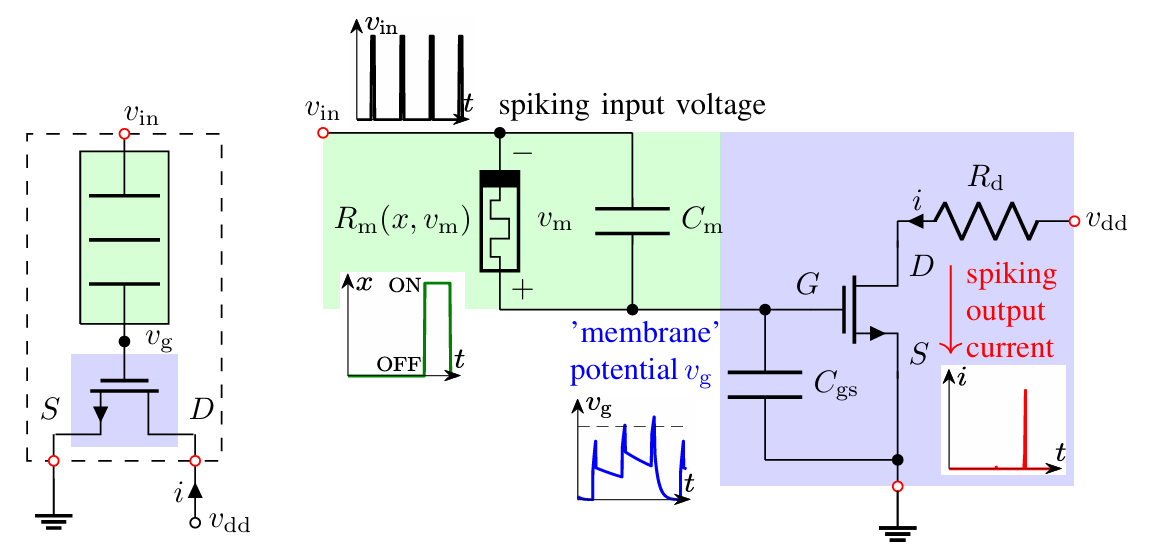 v_in
v_g
S
D
i
v_dd
v_in
t
v_in
spiking input voltage
R_m(x, v_m)
−
v_m
+
C_m
x
ON
OFF
t
'membrane'
potential v_g
v_g
t
G
D
S
C_gs
R_d
i
v_dd
spiking
output
current
i
t